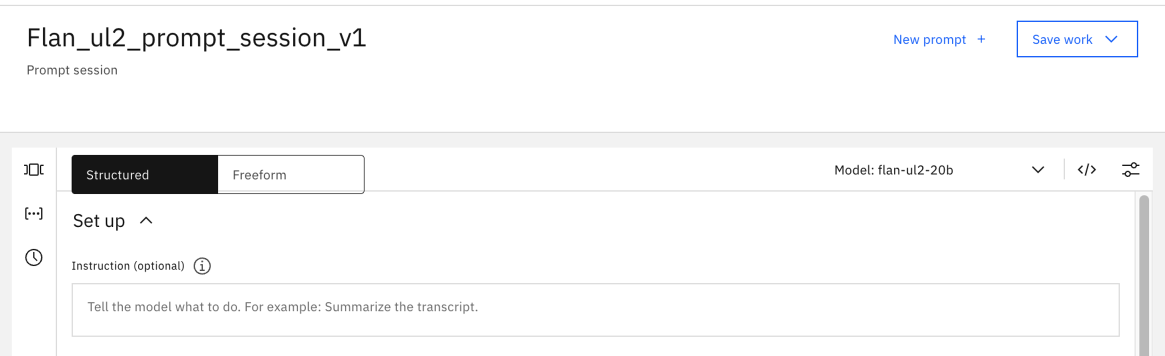 Flan_ul2_prompt_session_v1
New prompt +
Save work
Prompt session
Structured
Freeform
Model: flan-ul2-20b
Set up
Instruction (optional)
Tell the model what to do. For example: Summarize the transcript.